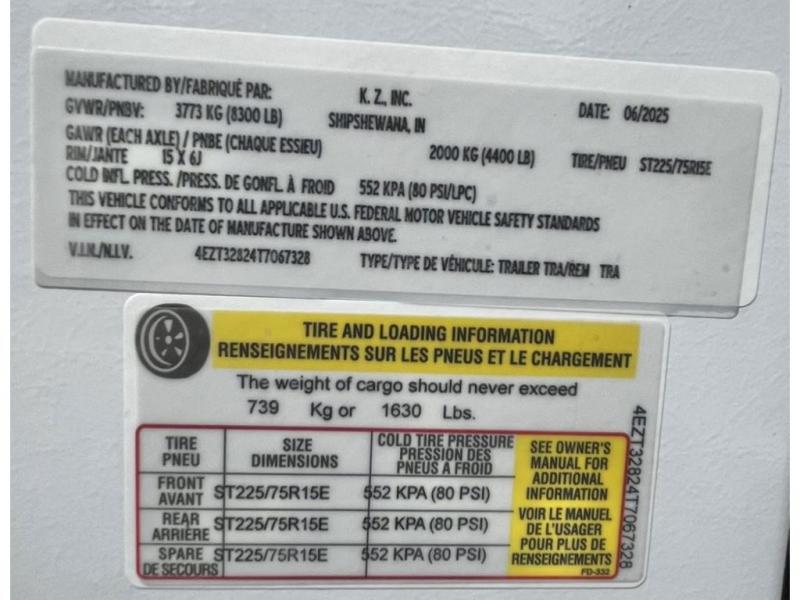 MANUFACTURED BY/FABRIQUÉ PAR: K. Z., INC. DATE: 06/2025
GVWR/PNBV: 3773 KG (8300 LB) SHIPSHEWANA, IN
GAWR (EACH AXLE) / PNBE (CHAQUE ESSIEU) 2000 KG (4400 LB) TIRE/PNEU ST225/75R15E
RIM/JANTE 15 X 6J
COLD INFL. PRESS. /PRESS. DE GONFL. À FROID 552 KPA (80 PSI/LPC)
THIS VEHICLE CONFORMS TO ALL APPLICABLE U.S. FEDERAL MOTOR VEHICLE SAFETY STANDARDS
IN EFFECT ON THE DATE OF MANUFACTURE SHOWN ABOVE.
V.I.N./N.I.V. 4EZT32824T7067328 TYPE/TYPE DE VÉHICULE: TRAILER TRA/REM TRA
TIRE AND LOADING INFORMATION
RENSEIGNEMENTS SUR LES PNEUS ET LE CHARGEMENT
The weight of cargo should never exceed
739 Kg or 1630 Lbs.
TIRE
PNEU
SIZE
DIMENSIONS
COLD TIRE PRESSURE
PRESSION DES
PNEUS A FROID
FRONT
AVANT
ST225/75R15E
552 KPA (80 PSI)
REAR
ARRIÈRE
ST225/75R15E
552 KPA (80 PSI)
SPARE
DE SECOURS
ST225/75R15E
552 KPA (80 PSI)
SEE OWNER'S
MANUAL FOR
ADDITIONAL
INFORMATION
VOIR LE MANUEL
DE L'USAGER
POUR PLUS DE
RENSEIGNEMENTS
FD-332
4EZT32824T7067328